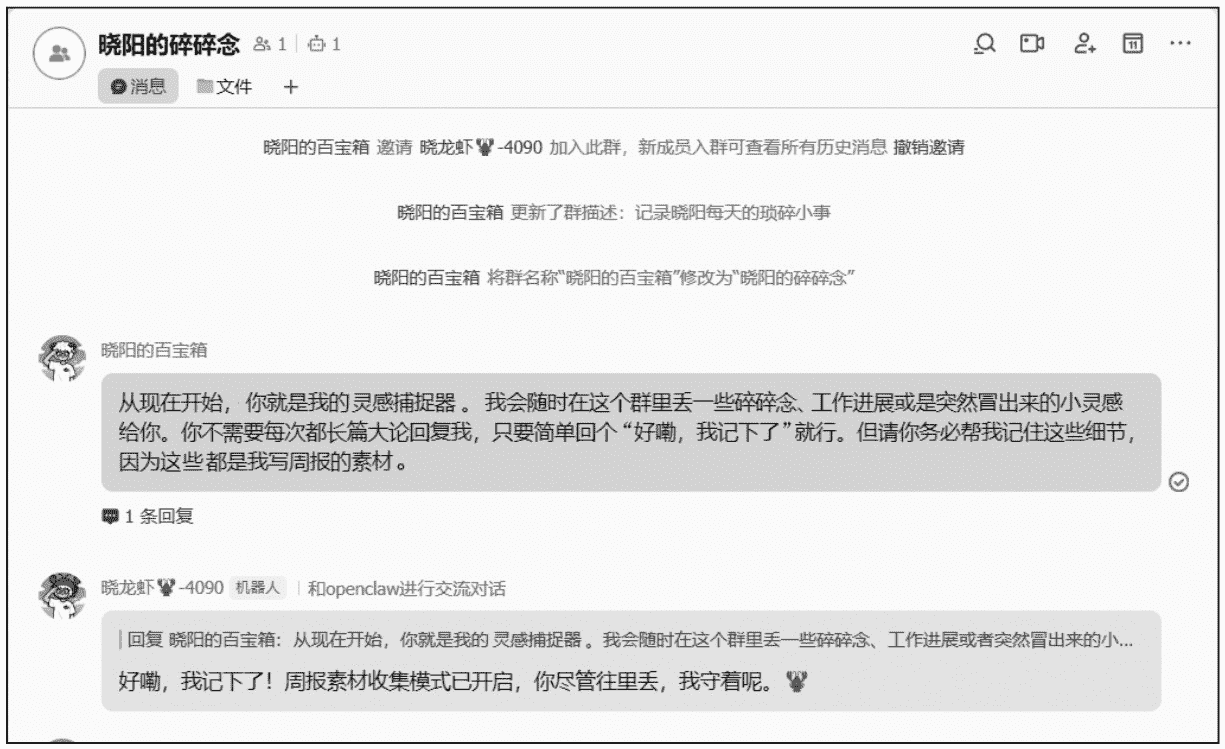 晓阳的碎碎念 1 1
消息 文件 +
晓阳的百宝箱 邀请 晓龙虾🦞-4090 加入此群，新成员入群可查看所有历史消息 撤销邀请
晓阳的百宝箱 更新了群描述：记录晓阳每天的琐碎小事
晓阳的百宝箱 将群名称“晓阳的百宝箱”修改为“晓阳的碎碎念”
晓阳的百宝箱
从现在开始，你就是我的 灵感捕捉器 。我会随时在这个群里丢一些碎碎念、工作进展或是突然冒出来的小灵感
给你。你不需要每次都长篇大论回复我，只要简单回个 “好嘞，我记下了” 就行。但请你务必帮我记住这些细节，
因为这些 都是我写周报的素材 。
1 条回复
晓龙虾🦞-4090 机器人 和openclaw进行交流对话
回复 晓阳的百宝箱：从现在开始，你就是我的 灵感捕捉器 。我会随时在这个群里丢一些碎碎念、工作进展或者突然冒出来的小...
好嘞，我记下了！周报素材收集模式已开启，你尽管往里丢，我守着呢。🦞